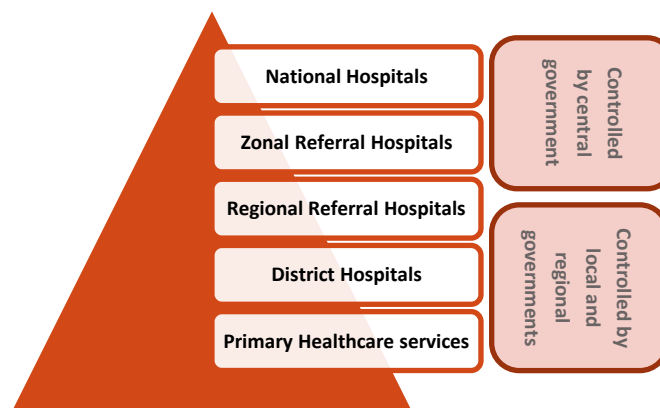 National Hospitals
Zonal Referral Hospitals
Regional Referral Hospitals
District Hospitals
Primary Healthcare services
Controlled
by central
government
Controlled by
local and
regional
governments